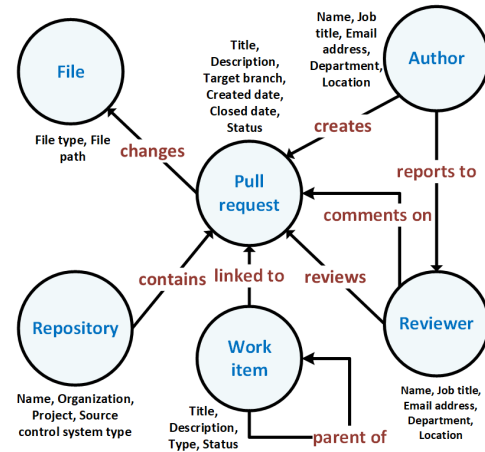 Name, Job
title, Email
address,
Department,
Location
Title,
Description,
Target branch,
Created date,
Closed date,
Status
File
Author
File type, File
path
changes
creates
reports to
Pull
request
comments on
contains
linked to
reviews
Repository
Work
item
Reviewer
Name, Organization,
Project, Source
control system type
Title,
Description,
Type, Status
parent of
Name, Job title,
Email address,
Department,
Location